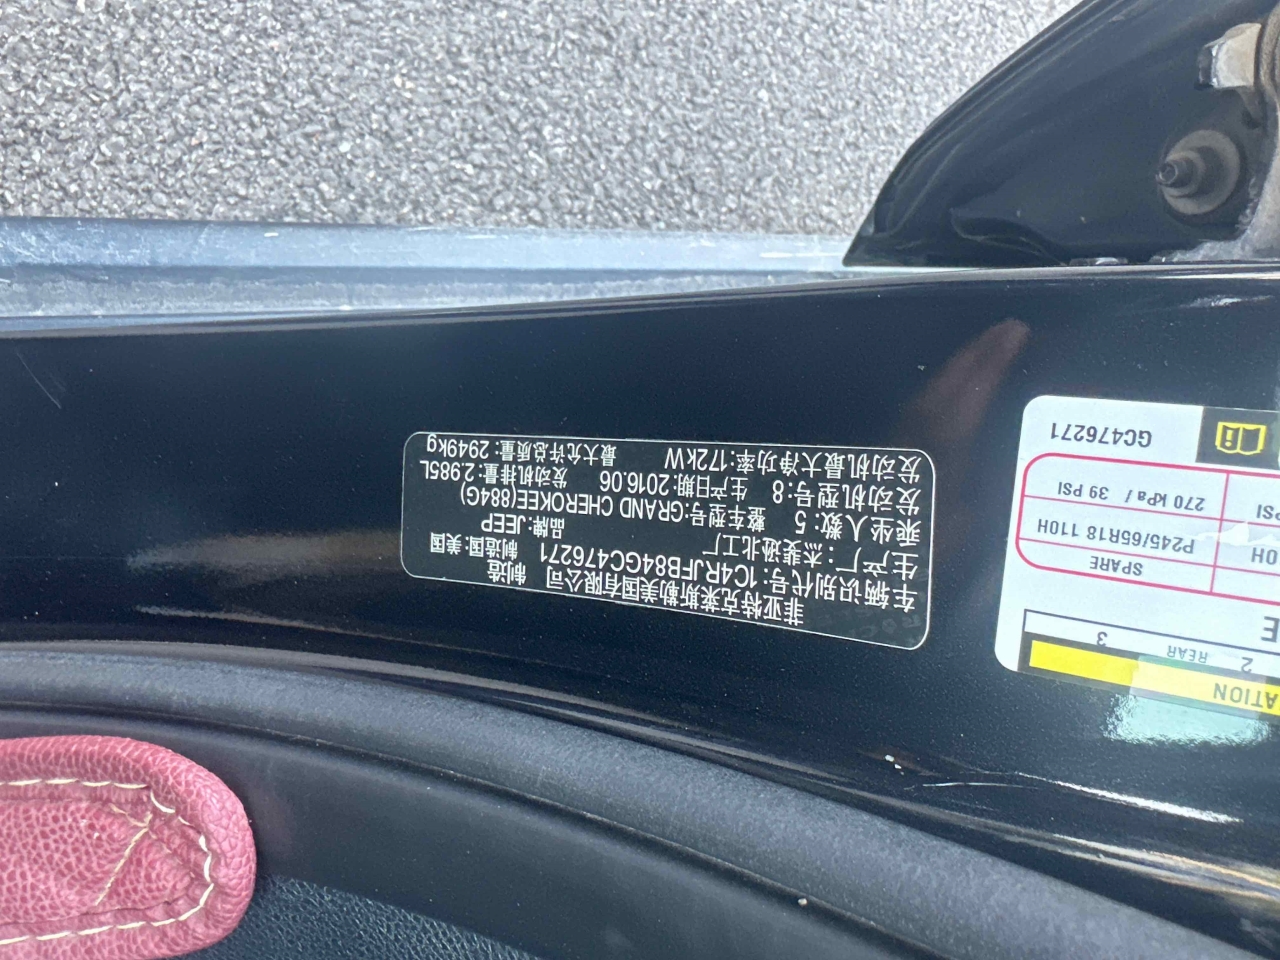 菲亚特克莱斯勒美国有限公司 制造
车辆识别代号:1C4RJFB84GC476271 制造国:美国
生产厂:杰斐逊北工厂 品牌:JEEP
乘坐人数:5 整车型号:GRAND CHEROKEE(884G)
发动机型号:8 生产日期:2016.06 发动机排量:2.985L
发动机最大净功率:172kW 最大允许总质量:2949kg
ATION
2 REAR 3
E
SPARE
0H P245/65R18 110H
PSI 270 kPa / 39 PSI
GC476271